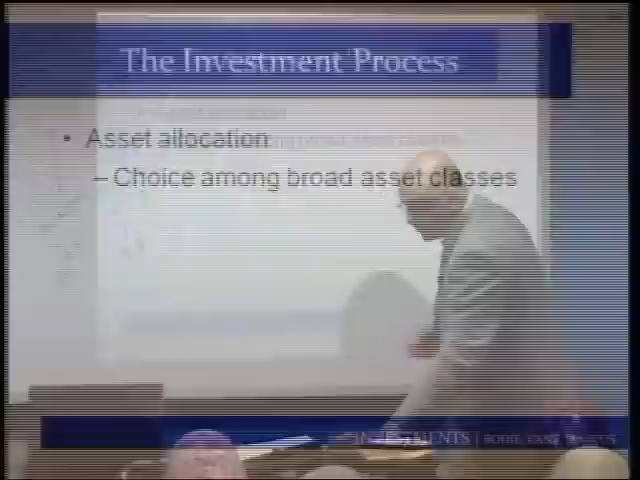 The Investment Process
• Asset allocation
– Choice among broad asset classes
INVESTMENTS | BODIE, KANE, MARCUS